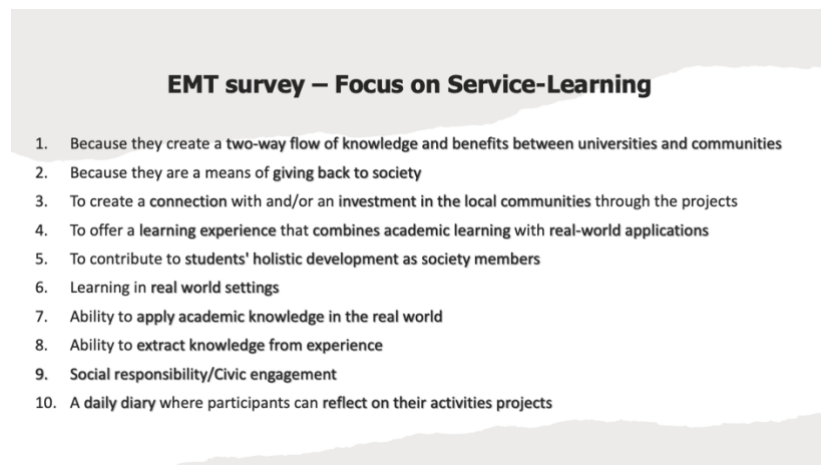 EMT survey – Focus on Service-Learning
1. Because they create a two-way flow of knowledge and benefits between universities and communities
2. Because they are a means of giving back to society
3. To create a connection with and/or an investment in the local communities through the projects
4. To offer a learning experience that combines academic learning with real-world applications
5. To contribute to students' holistic development as society members
6. Learning in real world settings
7. Ability to apply academic knowledge in the real world
8. Ability to extract knowledge from experience
9. Social responsibility/Civic engagement
10. A daily diary where participants can reflect on their activities projects